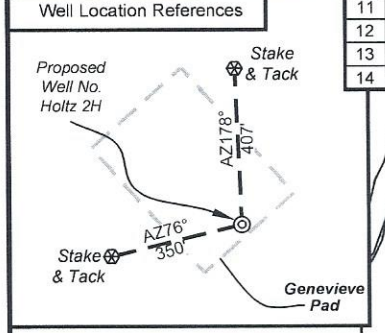 Well Location References
11
12
13
14
Stake
& Tack
Proposed
Well No.
Holtz 2H
AZ178°
407'
AZ76°
350'
Stake
& Tack
Genevieve
Pad